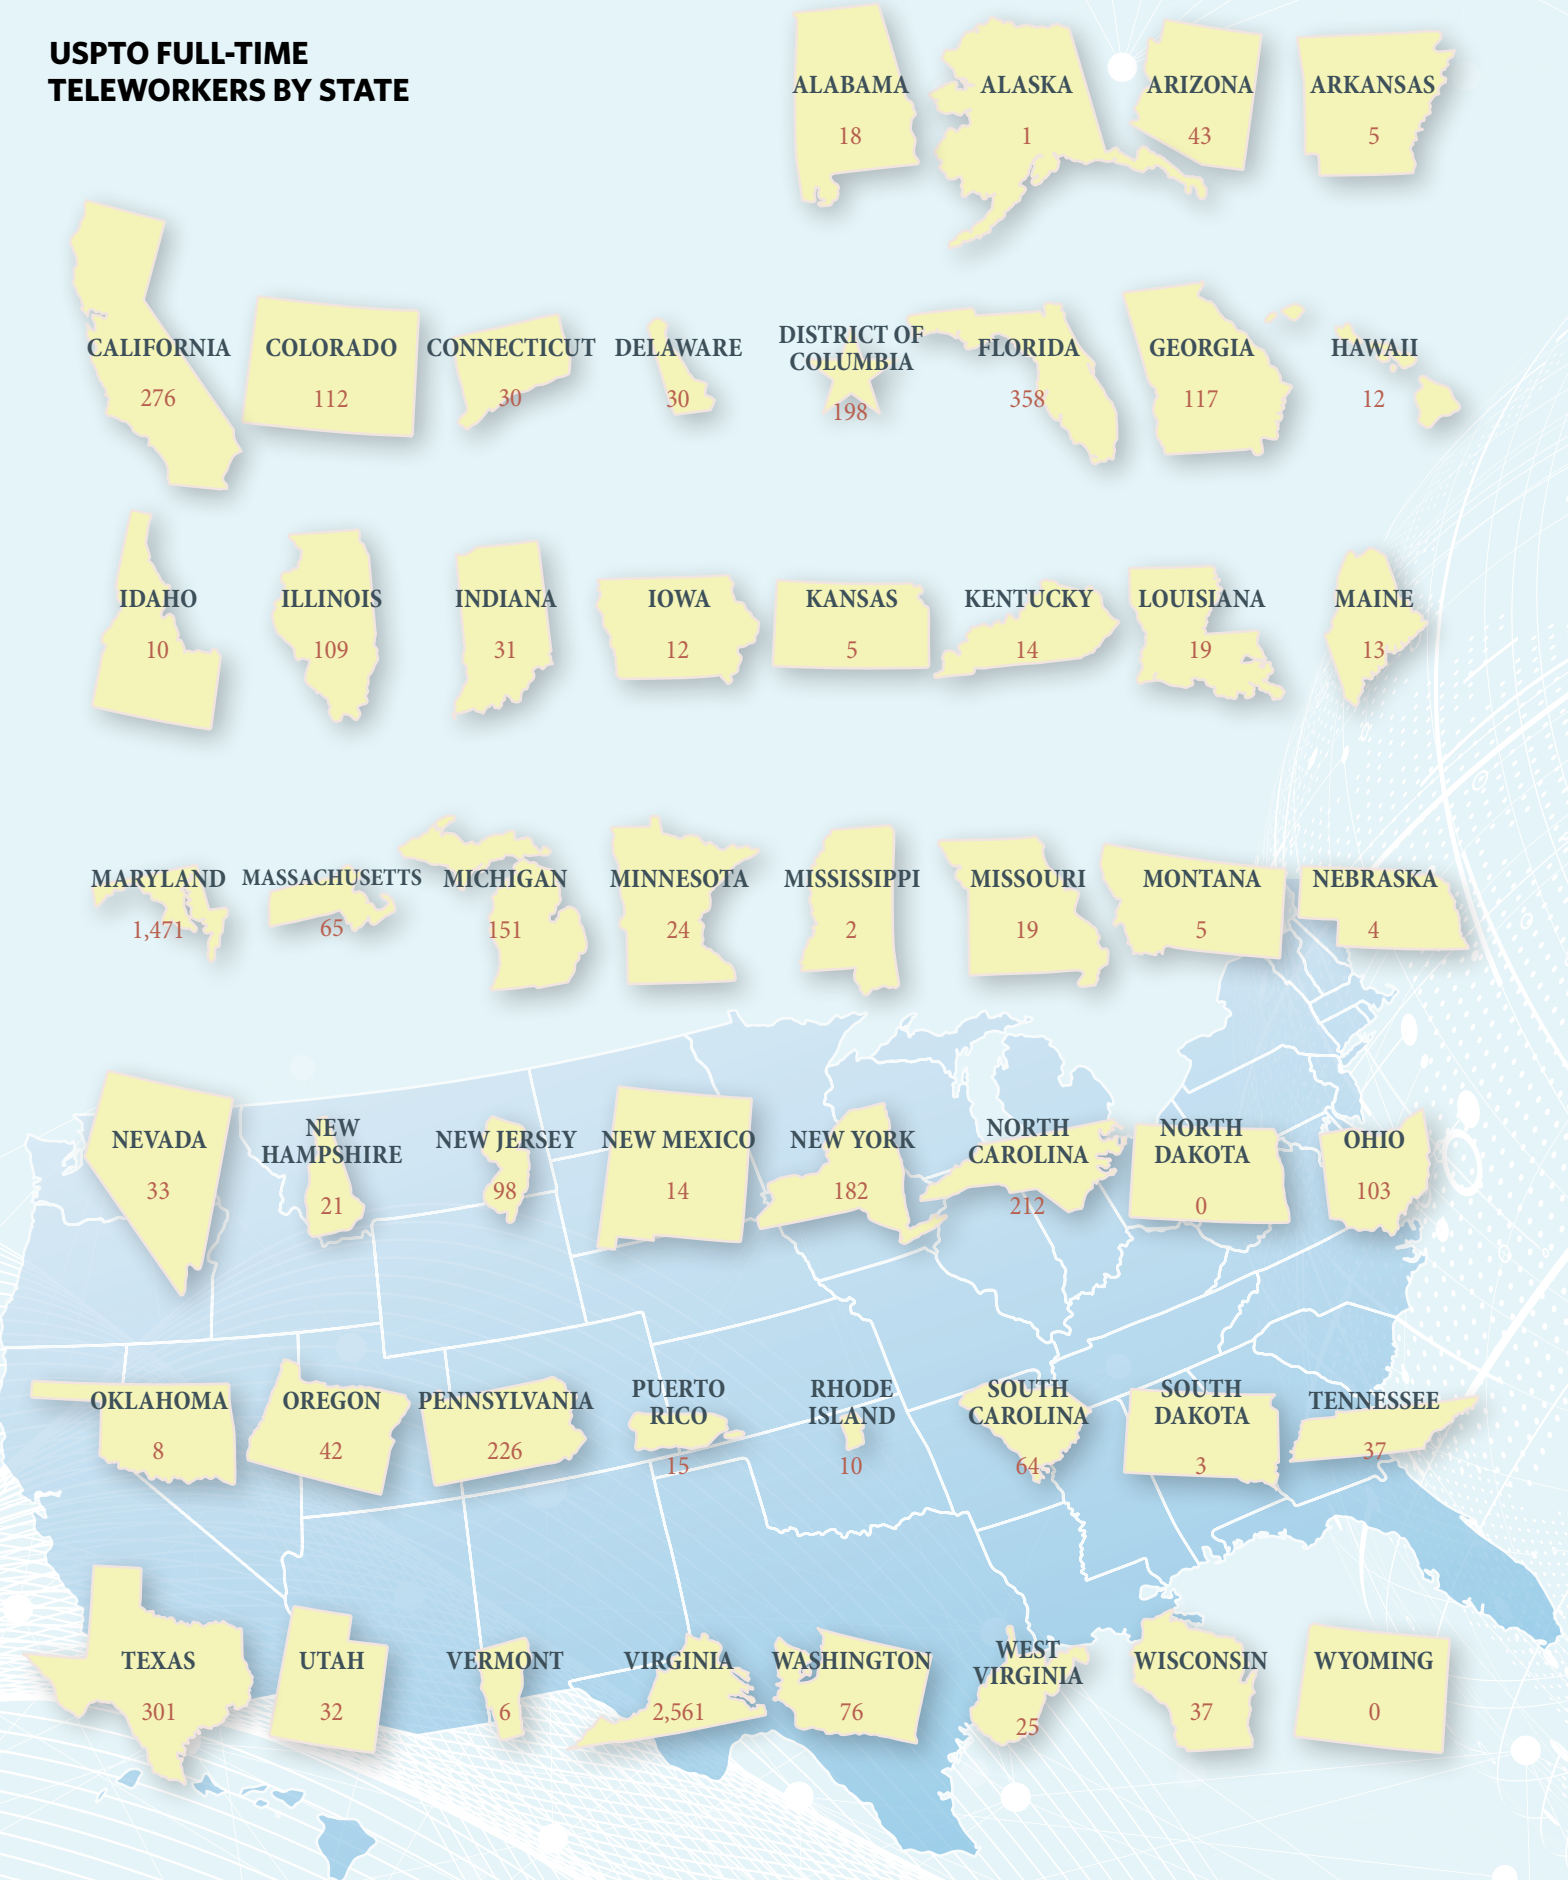 USPTO FULL-TIME
TELEWORKERS BY STATE
ALABAMA
18
ALASKA
1
ARIZONA
43
ARKANSAS
5
CALIFORNIA
276
COLORADO
112
CONNECTICUT
30
DELAWARE
30
DISTRICT OF
COLUMBIA
198
FLORIDA
358
GEORGIA
117
HAWAII
12
IDAHO
10
ILLINOIS
109
INDIANA
31
IOWA
12
KANSAS
5
KENTUCKY
14
LOUISIANA
19
MAINE
13
MARYLAND
1,471
MASSACHUSETTS
65
MICHIGAN
151
MINNESOTA
24
MISSISSIPPI
2
MISSOURI
19
MONTANA
5
NEBRASKA
4
NEVADA
33
NEW
HAMPSHIRE
21
NEW JERSEY
98
NEW MEXICO
14
NEW YORK
182
NORTH
CAROLINA
212
NORTH
DAKOTA
0
OHIO
103
OKLAHOMA
8
OREGON
42
PENNSYLVANIA
226
PUERTO
RICO
15
RHODE
ISLAND
10
SOUTH
CAROLINA
64
SOUTH
DAKOTA
3
TENNESSEE
37
TEXAS
301
UTAH
32
VERMONT
6
VIRGINIA
2,561
WASHINGTON
76
WEST
VIRGINIA
25
WISCONSIN
37
WYOMING
0